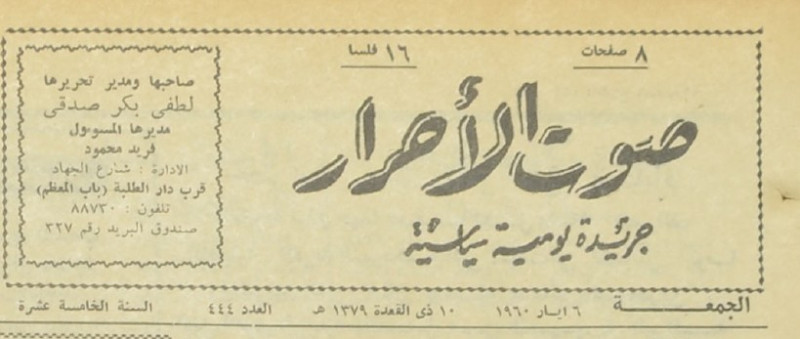 ٨ صفحات
١٦ فلسا
صوت الأحرار
جريدة يومية سياسية
صاحبها ومدير تحريرها
لطفي بكر صدقي
مديرها المسؤول
فريد محمود
الادارة : شارع الجهاد
قرب دار الطلبة (باب المعظم)
تلفون : ٨٨٧٣٠
صندوق البريد رقم ٣٢٧
الجمعة ٦ ايار ١٩٦٠ ١٠ ذى القعدة ١٣٧٩ هـ العدد ٤٤٤ السنة الخامسة عشرة